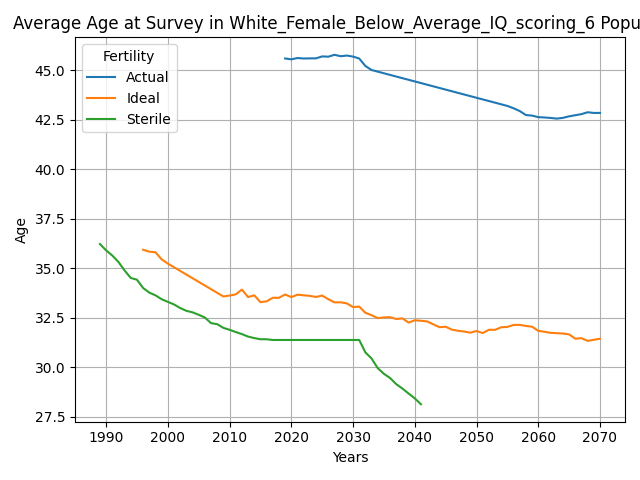 Average Age at Survey in White_Female_Below_Average_IQ_scoring_6 Popu
Fertility
Actual
Ideal
Sterile
Age
45.0
42.5
40.0
37.5
35.0
32.5
30.0
27.5
1990 2000 2010 2020 2030 2040 2050 2060 2070
Years